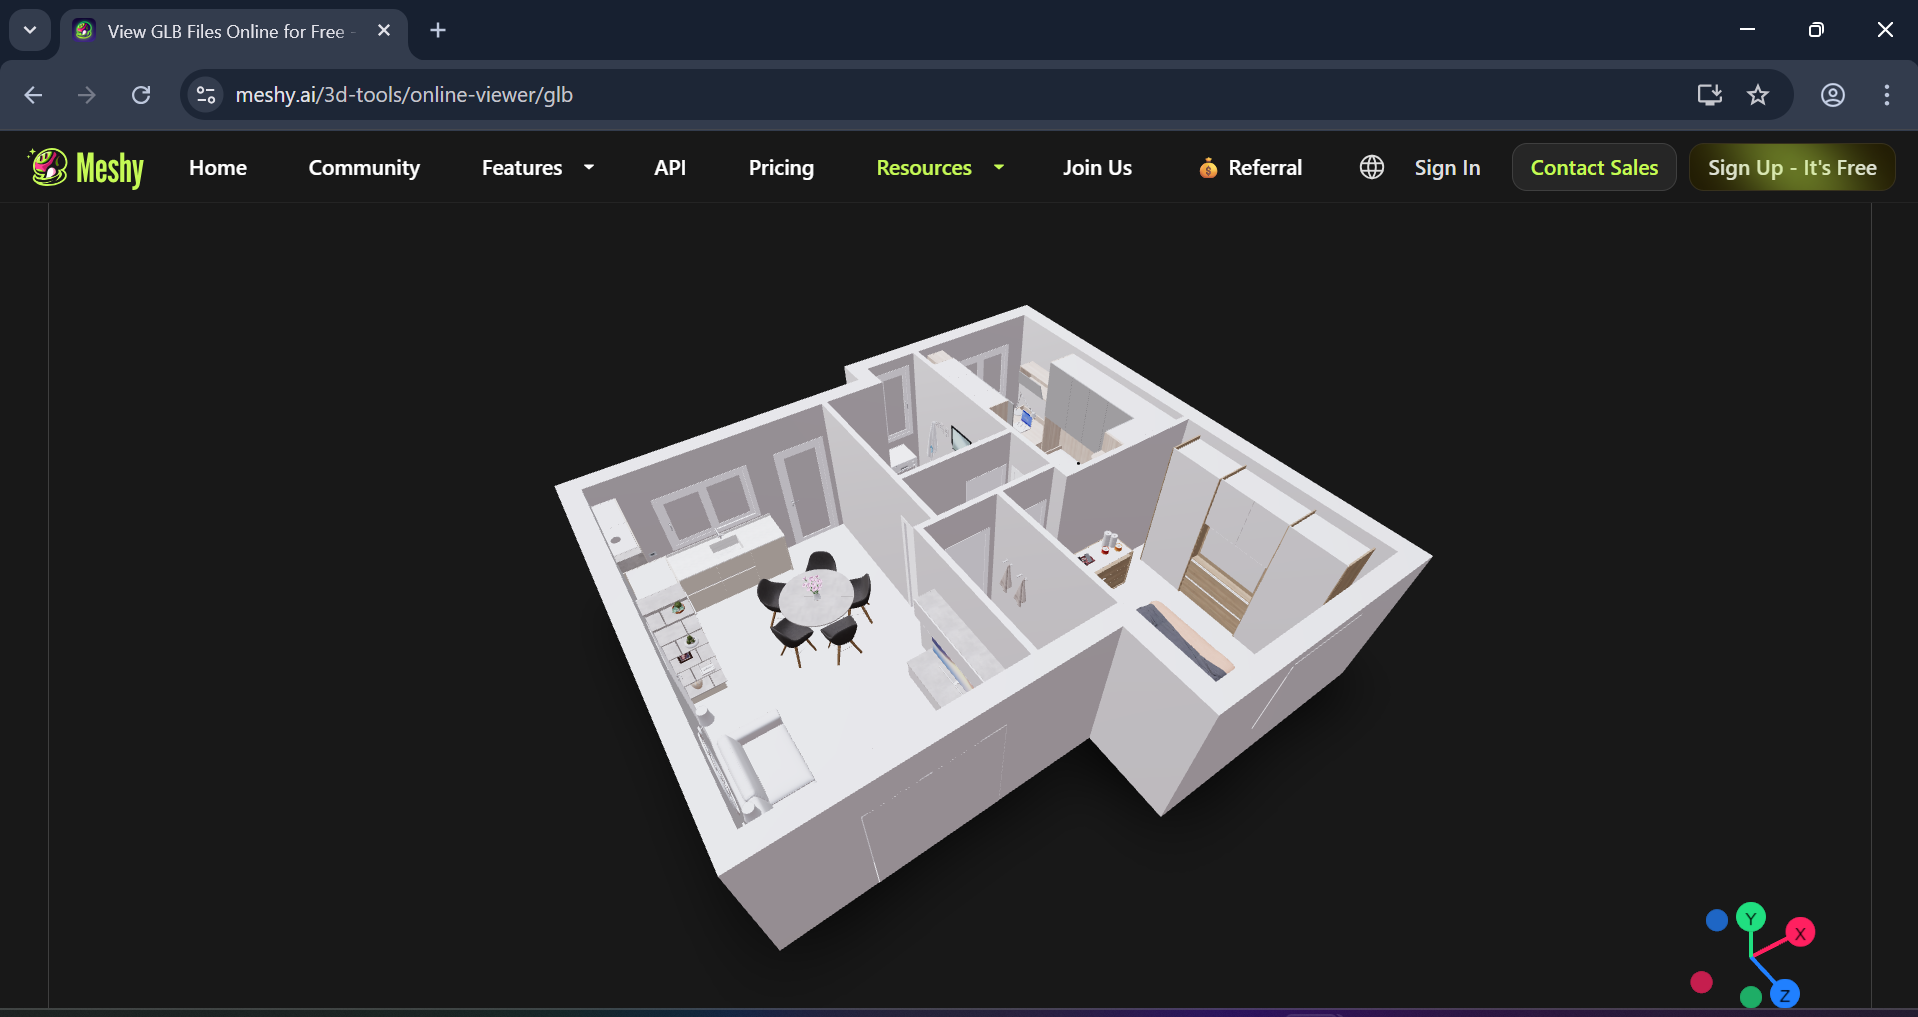 View GLB Files Online for Free -
meshy.ai/3d-tools/online-viewer/glb
Meshy Home Community Features API Pricing Resources Join Us Referral Sign In Contact Sales Sign Up - It's Free
Y
X
Z